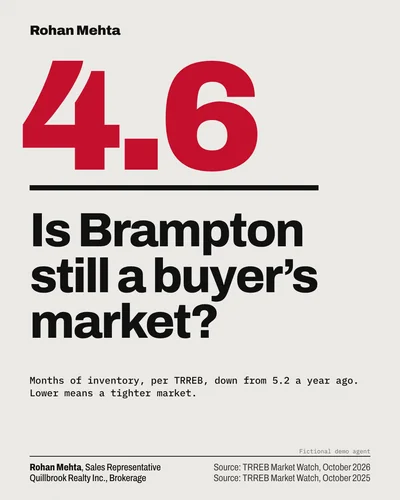 Rohan Mehta
4.6
Is Brampton
still a buyer’s
market?
Months of inventory, per TRREB, down from 5.2 a year ago.
Lower means a tighter market.
Fictional demo agent
Rohan Mehta, Sales Representative
Quillbrook Realty Inc., Brokerage
Source: TRREB Market Watch, October 2026
Source: TRREB Market Watch, October 2025